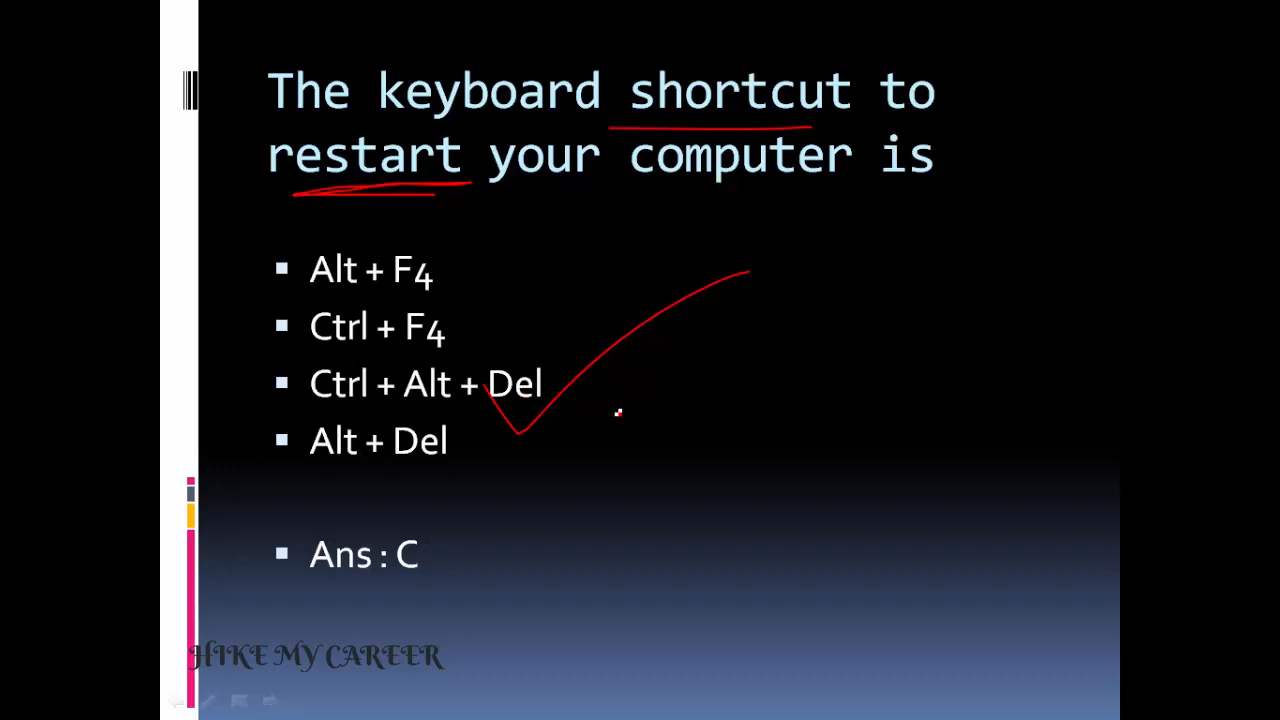 The keyboard shortcut to
restart your computer is
Alt + F4
Ctrl + F4
Ctrl + Alt + Del
Alt + Del
Ans : C
HIKE MY CAREER